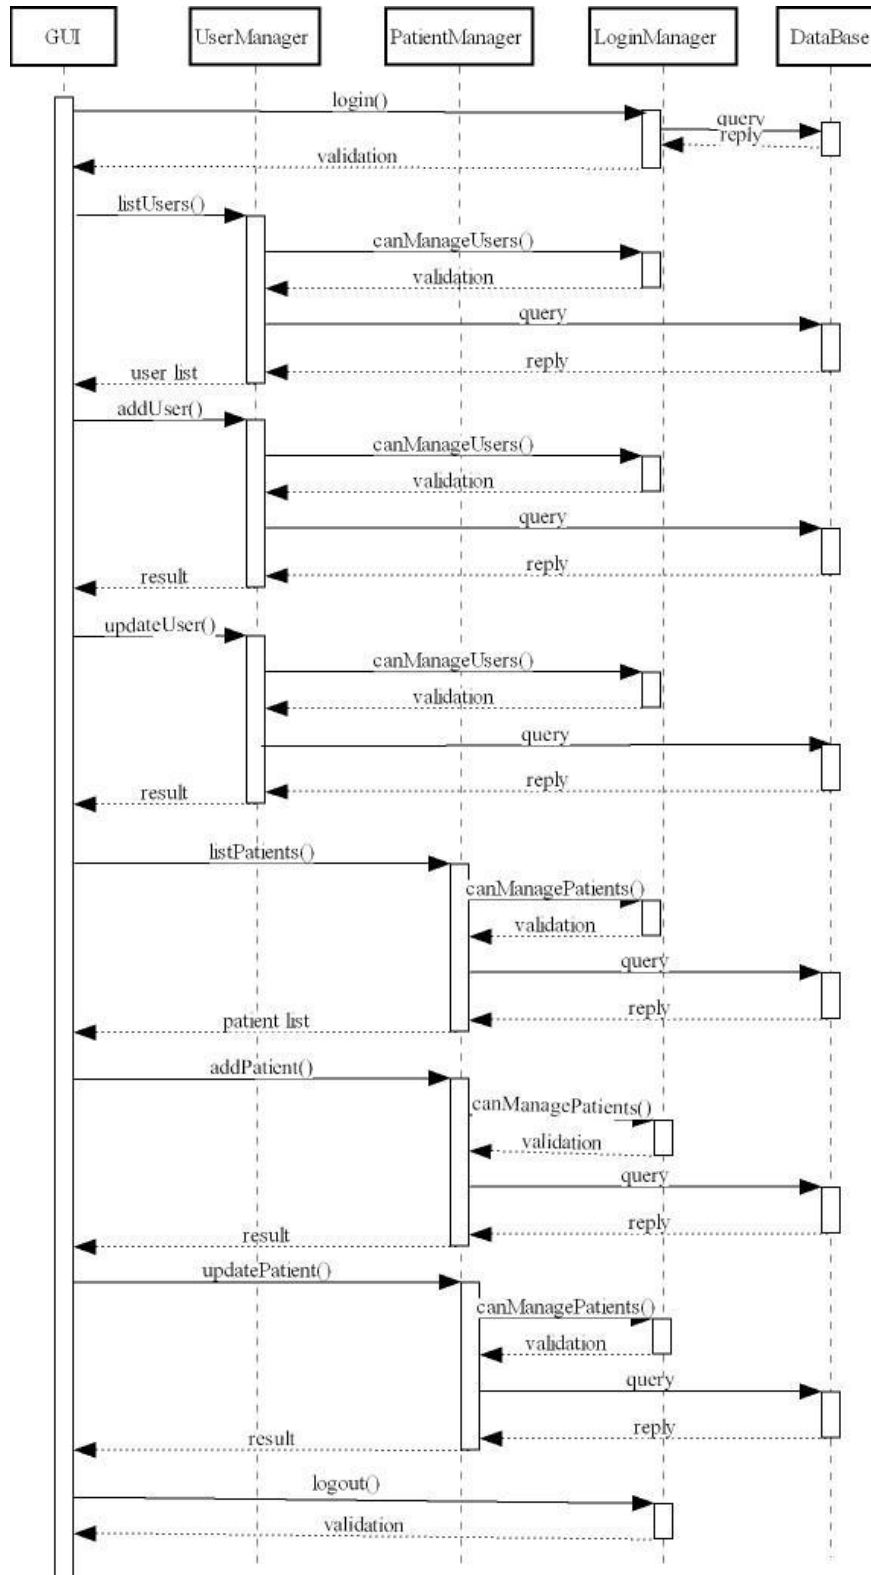 GUI
UserManager
PatientManager
LoginManager
DataBase
login()
query
reply
validation
listUsers()
canManageUsers()
validation
query
reply
user list
addUser()
canManageUsers()
validation
query
reply
result
updateUser()
canManageUsers()
validation
query
reply
result
listPatients()
canManagePatients()
validation
query
reply
patient list
addPatient()
canManagePatients()
validation
query
reply
result
updatePatient()
canManagePatients()
validation
query
reply
result
logout()
validation